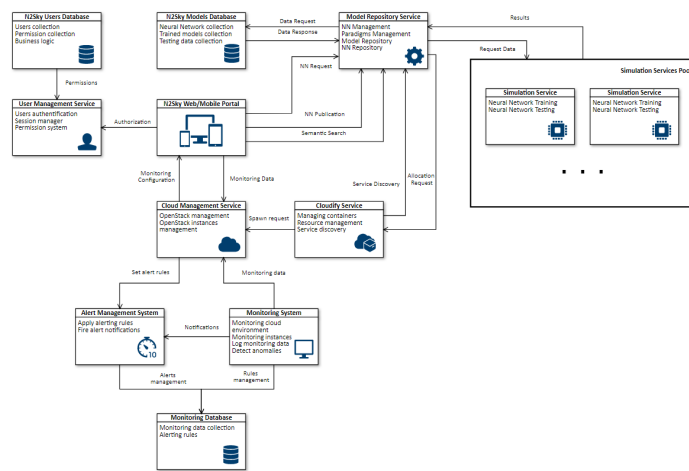 N2Sky Users Database
Users collection
Permission collection
Business logic
N2Sky Models Database
Neural Network collection
Trained models collection
Testing data collection
Data Request
Data Response
Model Repository Service
NN Management
Paradigms Management
Model Repository
NN Repository
Results
Request Data
Simulation Services Poo
Simulation Service
Neural Network Training
Neural Network Testing
Simulation Service
Neural Network Training
Neural Network Testing
. . .
Permissions
NN Request
User Management Service
Users authentification
Session manager
Permission system
Authorization
N2Sky Web/Mobile Portal
NN Publication
Semantic Search
Monitoring
Configuration
Monitoring Data
Service Discovery
Allocation
Request
Cloud Management Service
OpenStack management
OpenStack instances
management
Spawn request
Cloudify Service
Managing containers
Resource management
Service discovery
Set alert rules
Monitoring data
Alert Management System
Apply alerting rules
Fire alert notifications
10
Notifications
Monitoring System
Monitoring cloud
environment
Monitoring instances
Log monitoring data
Detect anomalies
Alerts
management
Rules
management
Monitoring Database
Monitoring data collection
Alerting rules